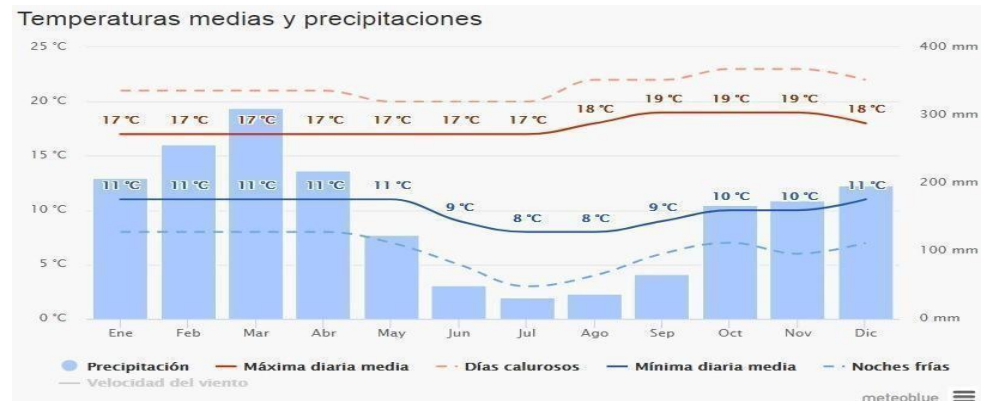 Temperaturas medias y precipitaciones
25 °C 400 mm
20 °C
17 °C 17 °C 17 °C 17 °C 17 °C 17 °C 17 °C 18 °C 19 °C 19 °C 19 °C 18 °C
300 mm
15 °C
11 °C 11 °C 11 °C 11 °C 11 °C 9 °C 8 °C 8 °C 9 °C 10 °C 10 °C 11 °C
200 mm
10 °C
100 mm
5 °C
0 °C 0 mm
Ene Feb Mar Abr May Jun Jul Ago Sep Oct Nov Dic
Precipitación Máxima diaria media Días calurosos Mínima diaria media Noches frías
Velocidad del viento
meteoblue